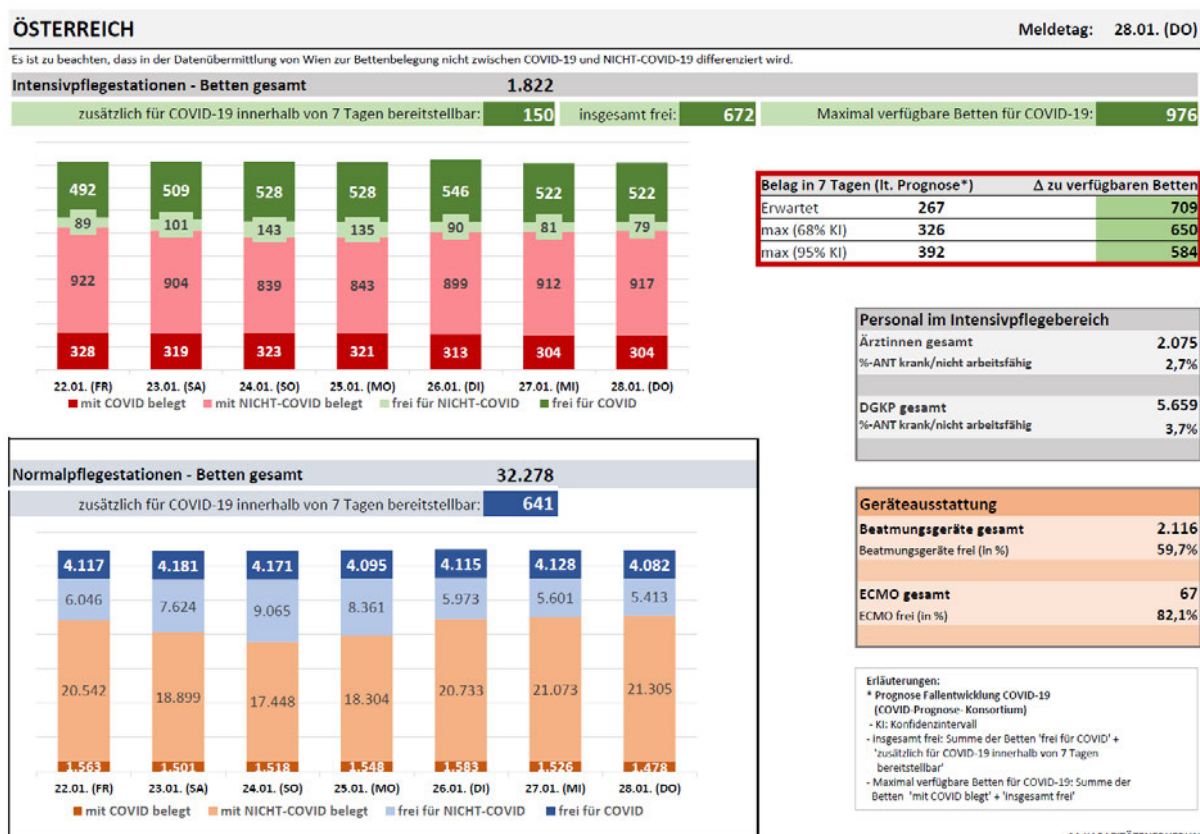 ÖSTERREICH
Meldetag: 28.01. (DO)
Es ist zu beachten, dass in der Datenübermittlung von Wien zur Bettenbelegung nicht zwischen COVID-19 und NICHT-COVID-19 differenziert wird.
Intensivpflegestationen - Betten gesamt 1.822
zusätzlich für COVID-19 innerhalb von 7 Tagen bereitstellbar: 150 insgesamt frei: 672 Maximal verfügbare Betten für COVID-19: 976
492 509 528 528 546 522 522
89 101 143 135 90 81 79
922 904 839 843 899 912 917
328 319 323 321 313 304 304
22.01. (FR) 23.01. (SA) 24.01. (SO) 25.01. (MO) 26.01. (DI) 27.01. (MI) 28.01. (DO)
mit COVID belegt mit NICHT-COVID belegt frei für NICHT-COVID frei für COVID
Belag in 7 Tagen (lt. Prognose*) Δ zu verfügbaren Betten
Erwartet 267 709
max (68% KI) 326 650
max (95% KI) 392 584
Personal im Intensivpflegebereich
Ärztinnen gesamt 2.075
%-ANT krank/nicht arbeitsfähig 2,7%
DGKP gesamt 5.659
%-ANT krank/nicht arbeitsfähig 3,7%
Normalpflegestationen - Betten gesamt 32.278
zusätzlich für COVID-19 innerhalb von 7 Tagen bereitstellbar: 641
4.117 4.181 4.171 4.095 4.115 4.128 4.082
6.046 7.624 9.065 8.361 5.973 5.601 5.413
20.542 18.899 17.448 18.304 20.733 21.073 21.305
1.563 1.501 1.518 1.548 1.583 1.526 1.478
22.01. (FR) 23.01. (SA) 24.01. (SO) 25.01. (MO) 26.01. (DI) 27.01. (MI) 28.01. (DO)
mit COVID belegt mit NICHT-COVID belegt frei für NICHT-COVID frei für COVID
Geräteausstattung
Beatmungsgeräte gesamt 2.116
Beatmungsgeräte frei (in %) 59,7%
ECMO gesamt 67
ECMO frei (in %) 82,1%
Erläuterungen:
* Prognose Fallentwicklung COVID-19
(COVID-Prognose- Konsortium)
- KI: Konfidenzintervall
- insgesamt frei: Summe der Betten 'frei für COVID' +
'zusätzlich für COVID-19 innerhalb von 7 Tagen
bereitstellbar'
- Maximal verfügbare Betten für COVID-19: Summe der
Betten 'mit COVID blegt' + 'insgesamt frei'